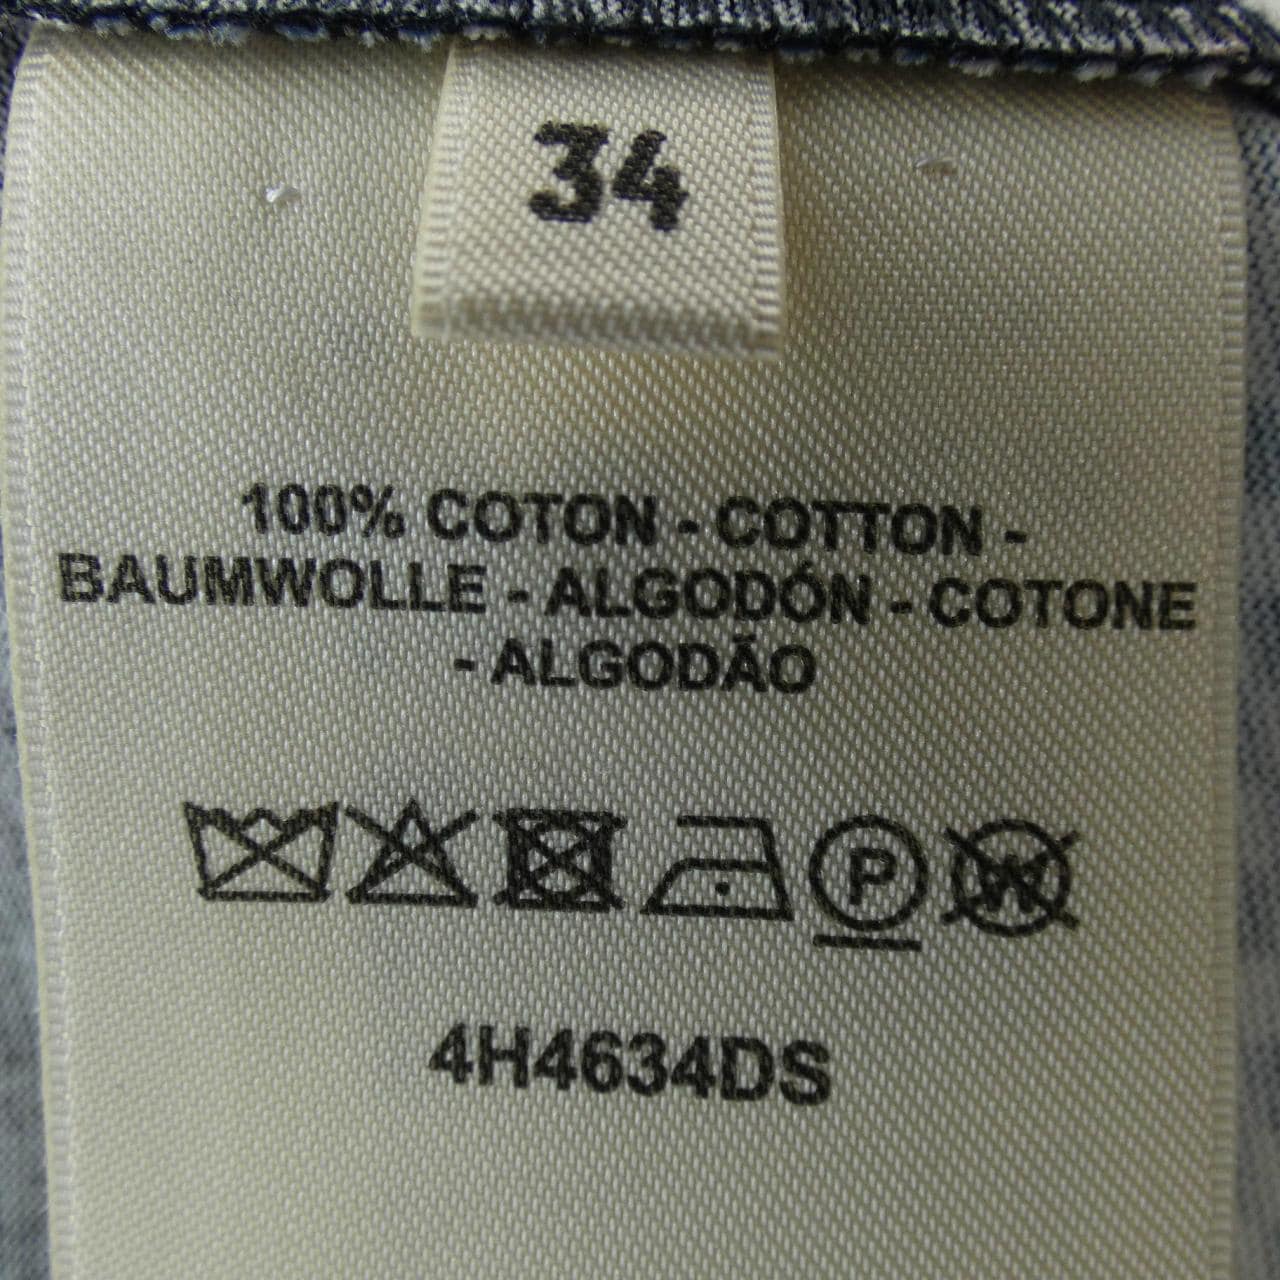 34
100% COTON - COTTON -
BAUMWOLLE - ALGODÓN - COTONE
- ALGODÃO
P W
4H4634DS